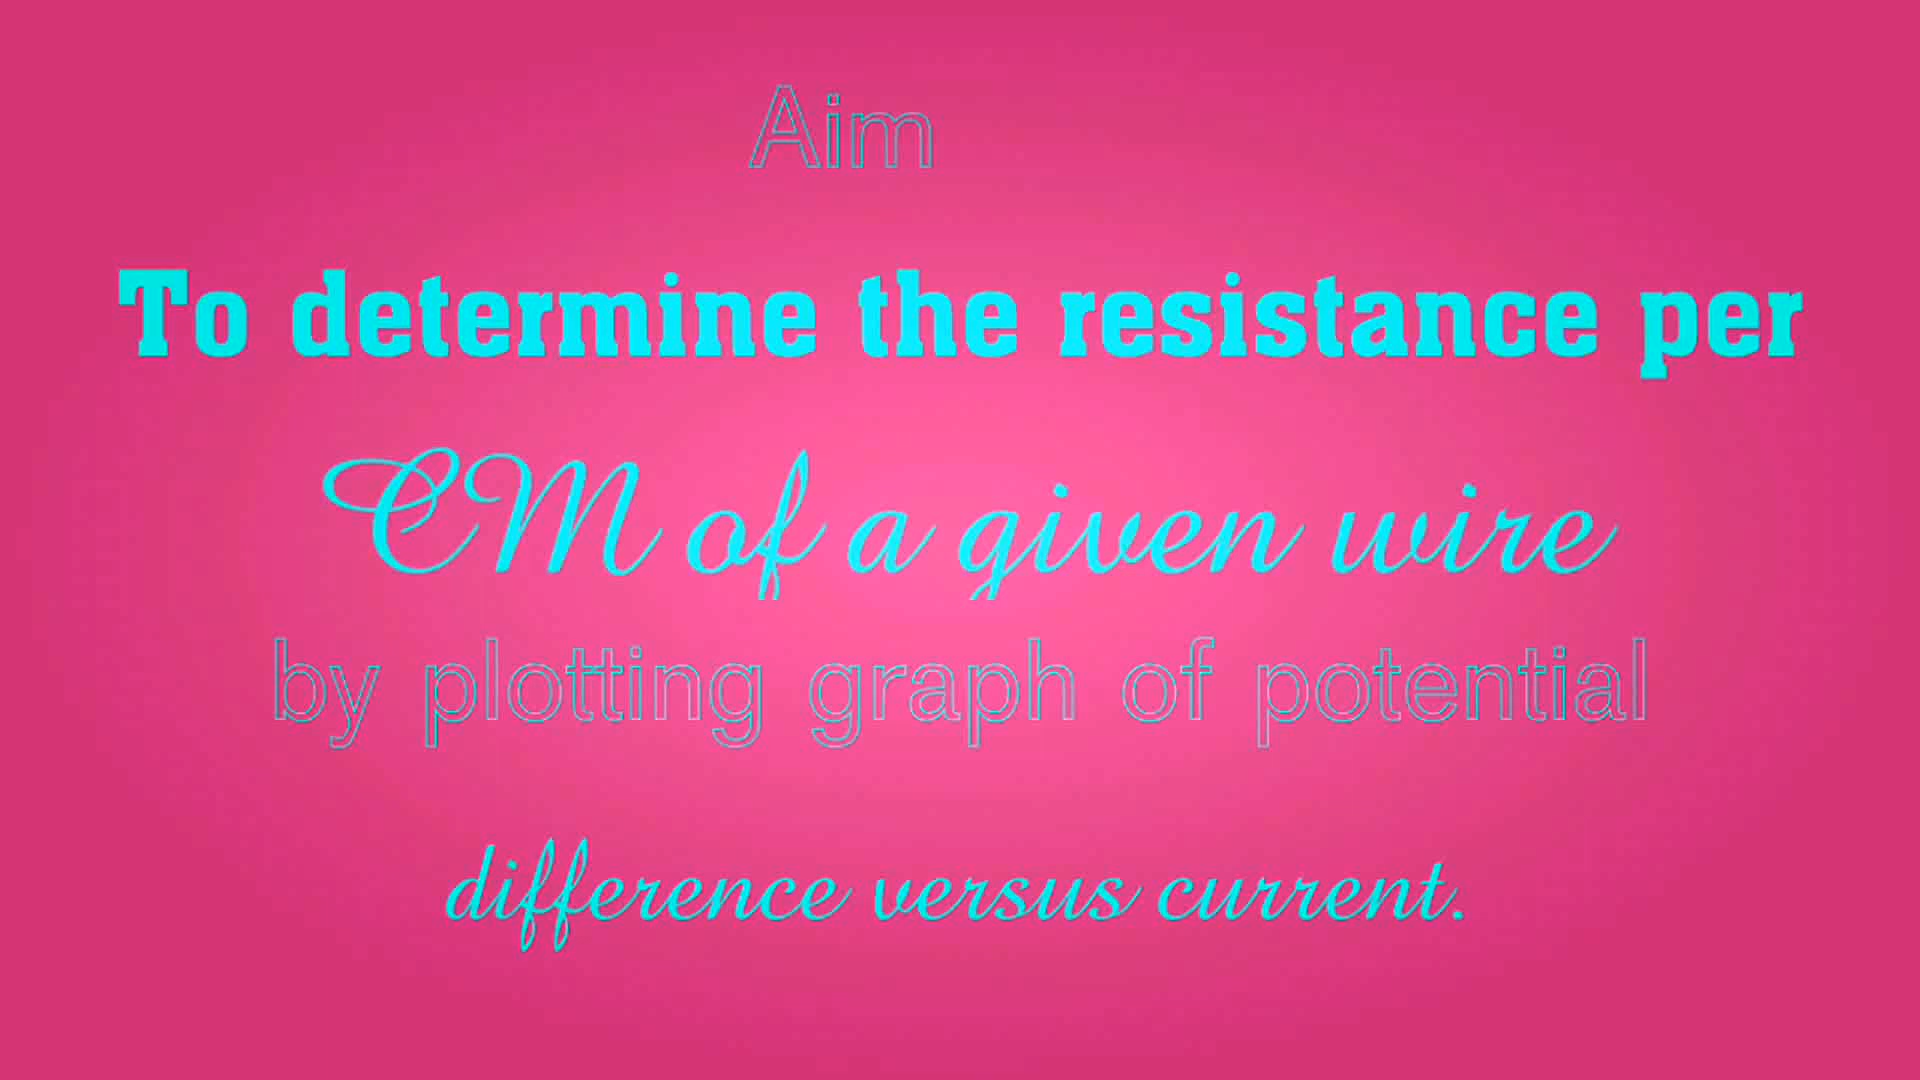 Aim
To determine the resistance per
CM of a given wire
by plotting graph of potential
difference versus current.